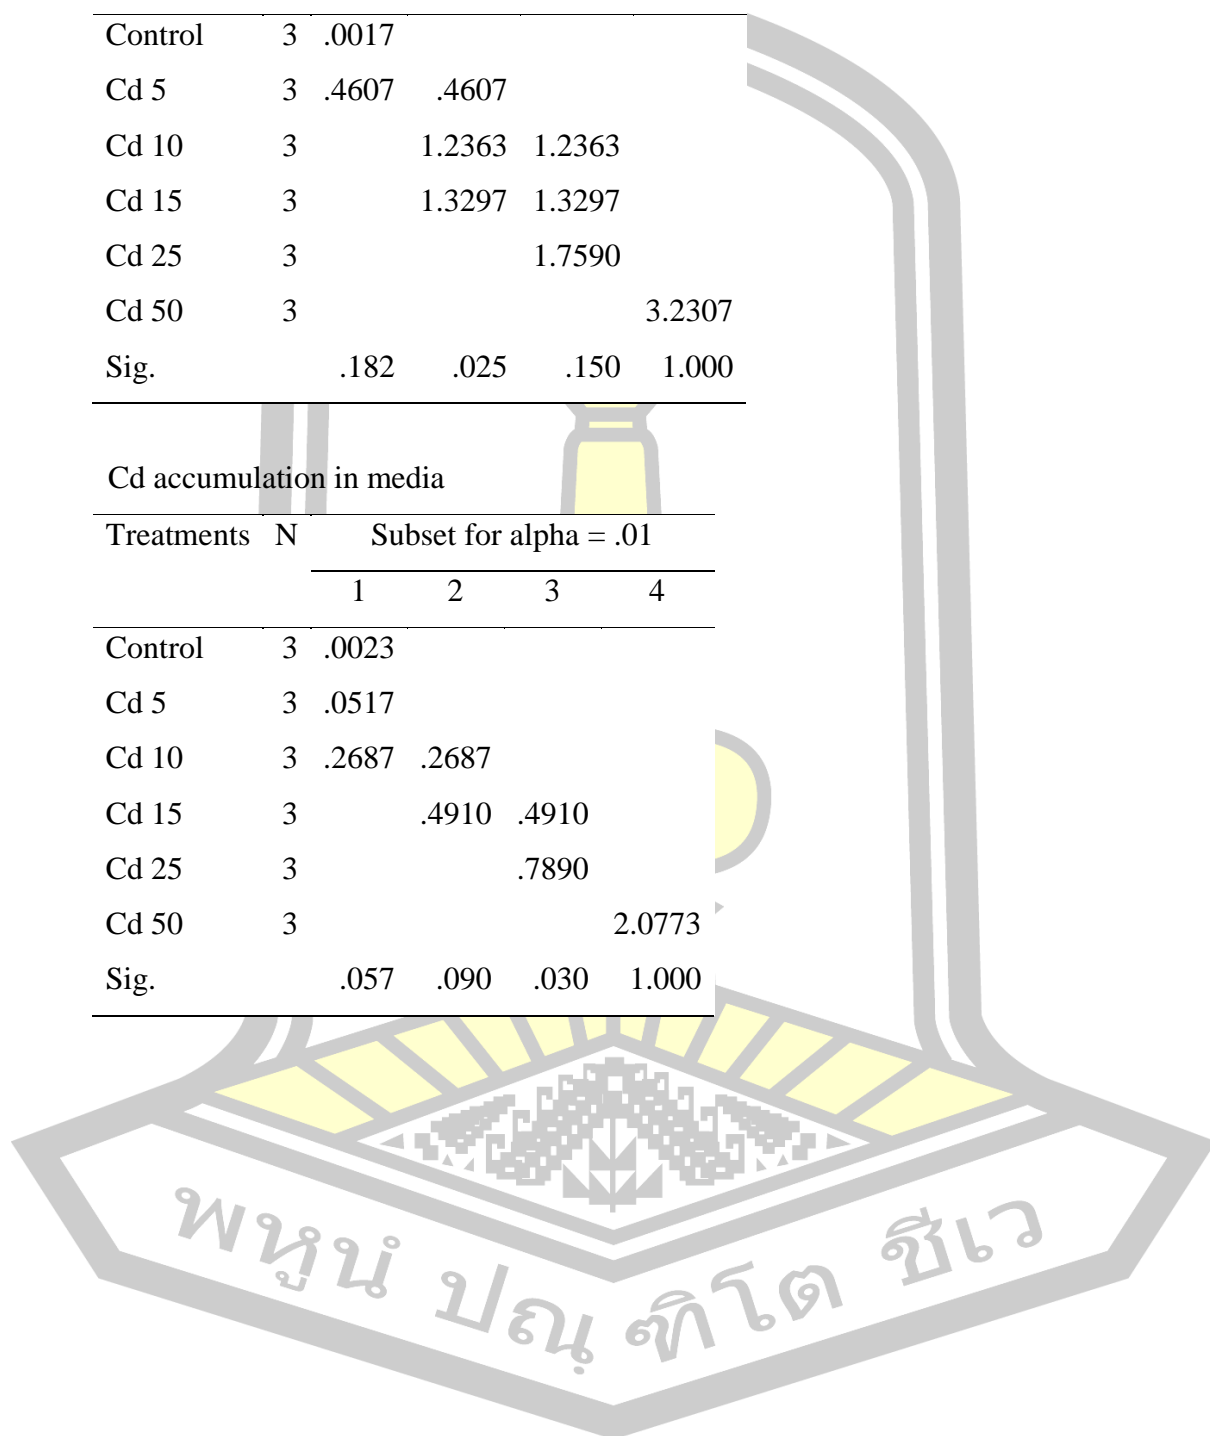 Control 3 .0017
Cd 5 3 .4607 .4607
Cd 10 3 1.2363 1.2363
Cd 15 3 1.3297 1.3297
Cd 25 3 1.7590
Cd 50 3 3.2307
Sig. .182 .025 .150 1.000
Cd accumulation in media
Treatments N Subset for alpha = .01
1 2 3 4
Control 3 .0023
Cd 5 3 .0517
Cd 10 3 .2687 .2687
Cd 15 3 .4910 .4910
Cd 25 3 .7890
Cd 50 3 2.0773
Sig. .057 .090 .030 1.000
พหูนํ ปณฺฑิโต ชีเว